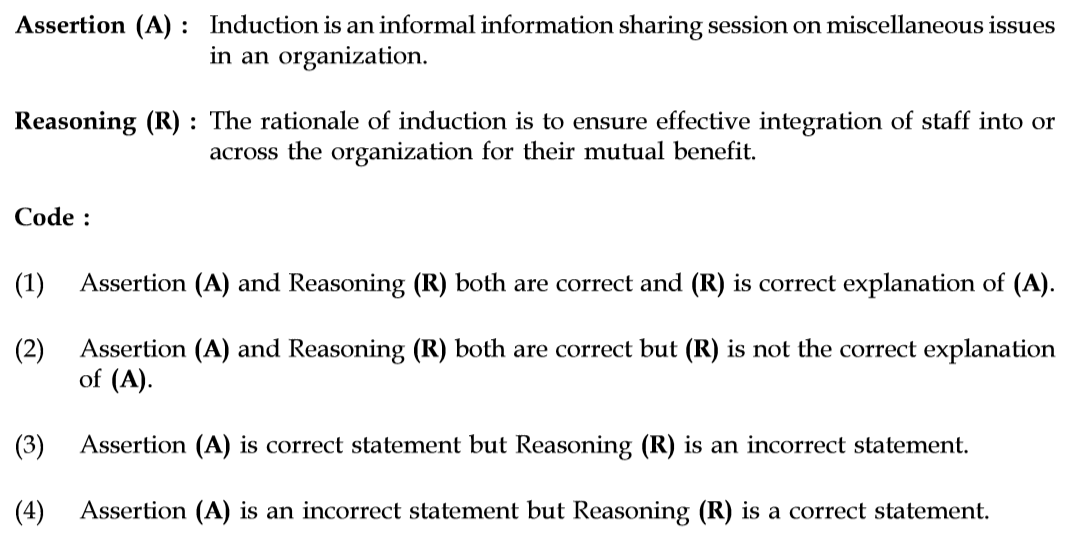 Assertion (A) : Induction is an informal information sharing session on miscellaneous issues
in an organization.
Reasoning (R) : The rationale of induction is to ensure effective integration of staff into or
across the organization for their mutual benefit.
Code :
(1) Assertion (A) and Reasoning (R) both are correct and (R) is correct explanation of (A).
(2) Assertion (A) and Reasoning (R) both are correct but (R) is not the correct explanation
of (A).
(3) Assertion (A) is correct statement but Reasoning (R) is an incorrect statement.
(4) Assertion (A) is an incorrect statement but Reasoning (R) is a correct statement.